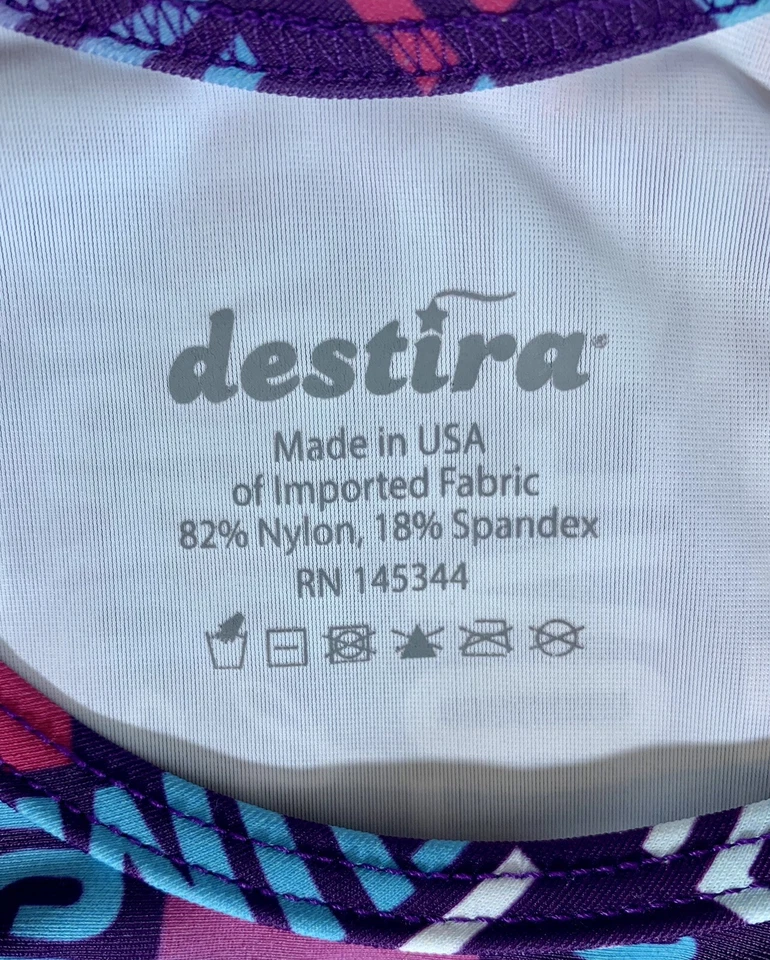 destira®
Made in USA
of Imported Fabric
82% Nylon, 18% Spandex
RN 145344